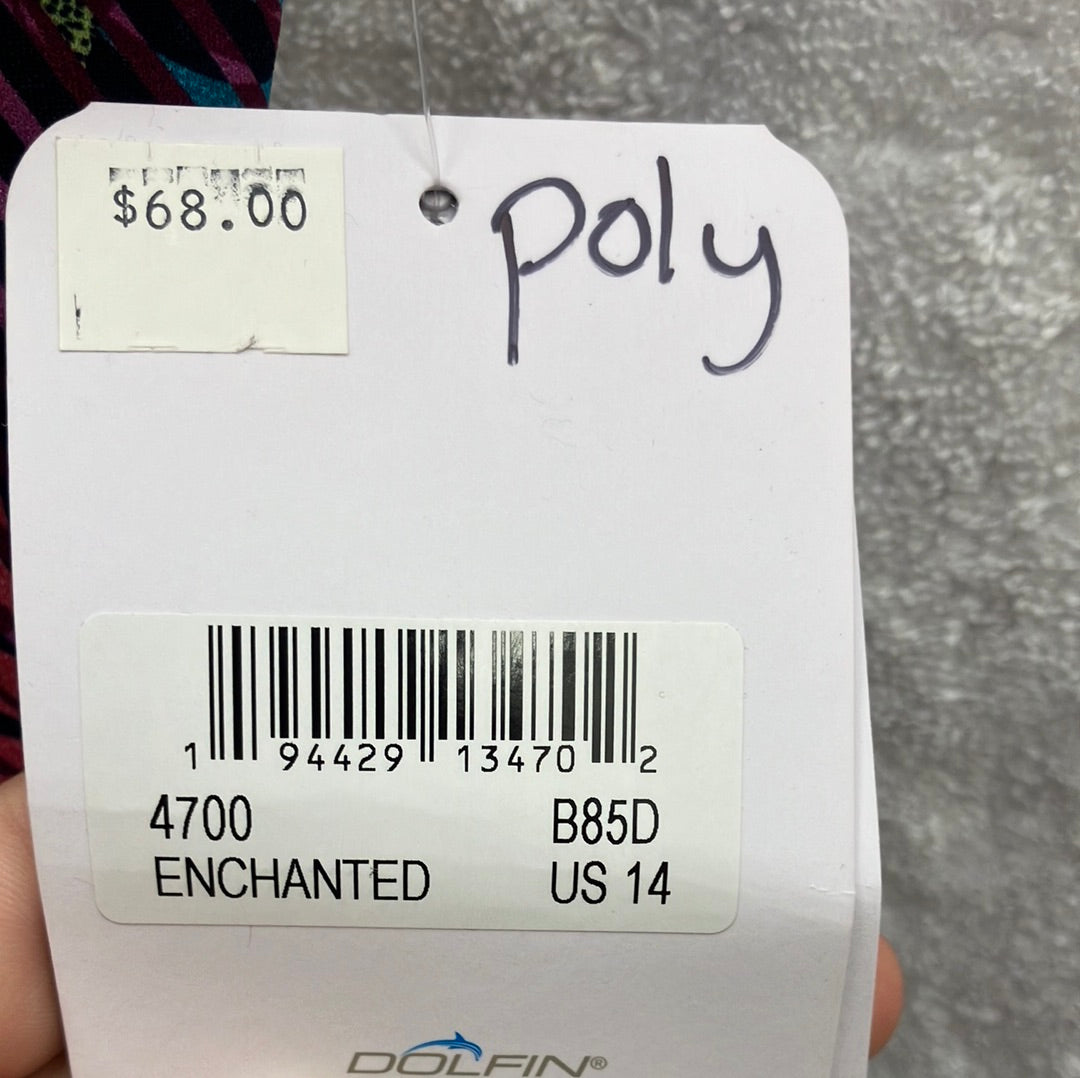 $68.00
poly
1 94429 13470 2
4700 B85D
ENCHANTED US 14
DOLFIN®